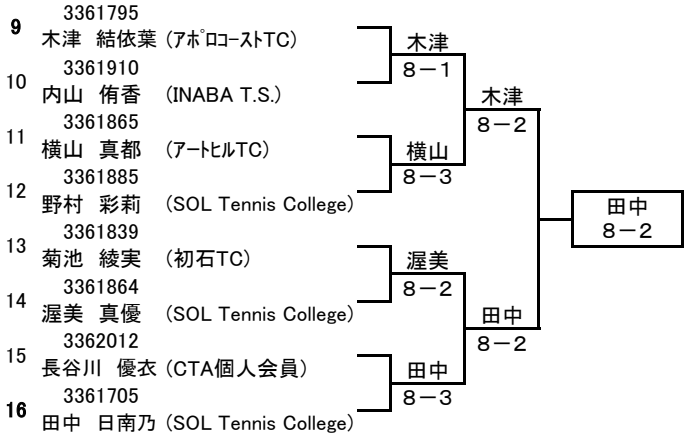 3361795
9 木津 結依葉 (アポロコーストTC)
木津
8-1
3361910
10 内山 侑香 (INABA T.S.)
木津
8-2
3361865
11 横山 真都 (アートヒルTC)
横山
8-3
3361885
12 野村 彩莉 (SOL Tennis College)
田中
8-2
3361839
13 菊池 綾実 (初石TC)
渥美
8-2
3361864
14 渥美 真優 (SOL Tennis College)
田中
8-2
3362012
15 長谷川 優衣 (CTA個人会員)
田中
8-3
3361705
16 田中 日南乃 (SOL Tennis College)